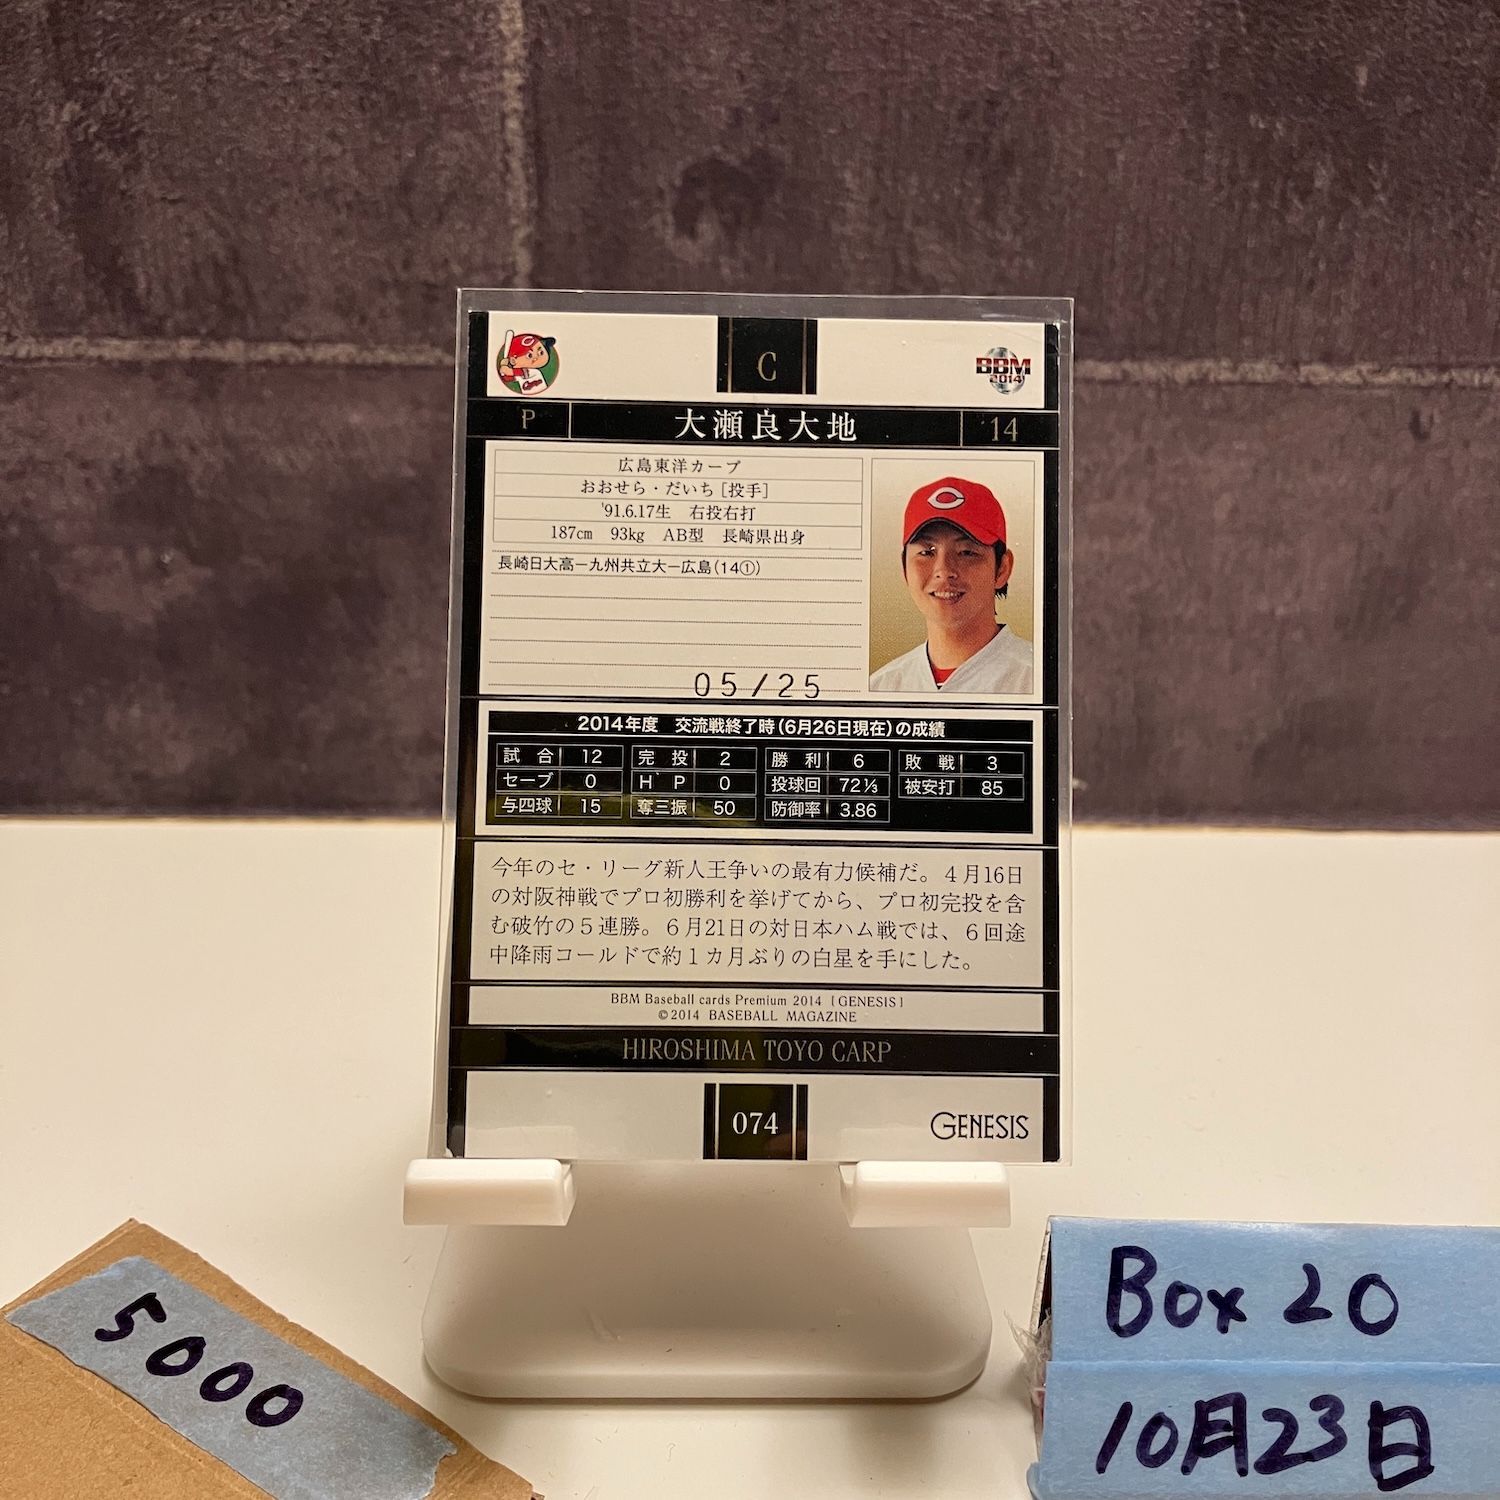 C
BBM
2014
P 大瀬良大地 14
広島東洋カープ
おおせら・だいち［投手］
'91.6.17生 右投右打
187cm 93kg AB型 長崎県出身
長崎日大高－九州共立大－広島(14①)
05/25
2014年度 交流戦終了時(6月26日現在)の成績
試合 12 完投 2 勝利 6 敗戦 3
セーブ 0 HP 0 投球回 72⅓ 被安打 85
与四球 15 奪三振 50 防御率 3.86
今年のセ・リーグ新人王争いの最有力候補だ。4月16日
の対阪神戦でプロ初勝利を挙げてから、プロ初完投を含
む破竹の5連勝。6月21日の対日本ハム戦では、6回途
中降雨コールドで約1カ月ぶりの白星を手にした。
BBM Baseball cards Premium 2014 [GENESIS]
©2014 BASEBALL MAGAZINE
HIROSHIMA TOYO CARP
074
GENESIS
5000
Box 20
10月23日